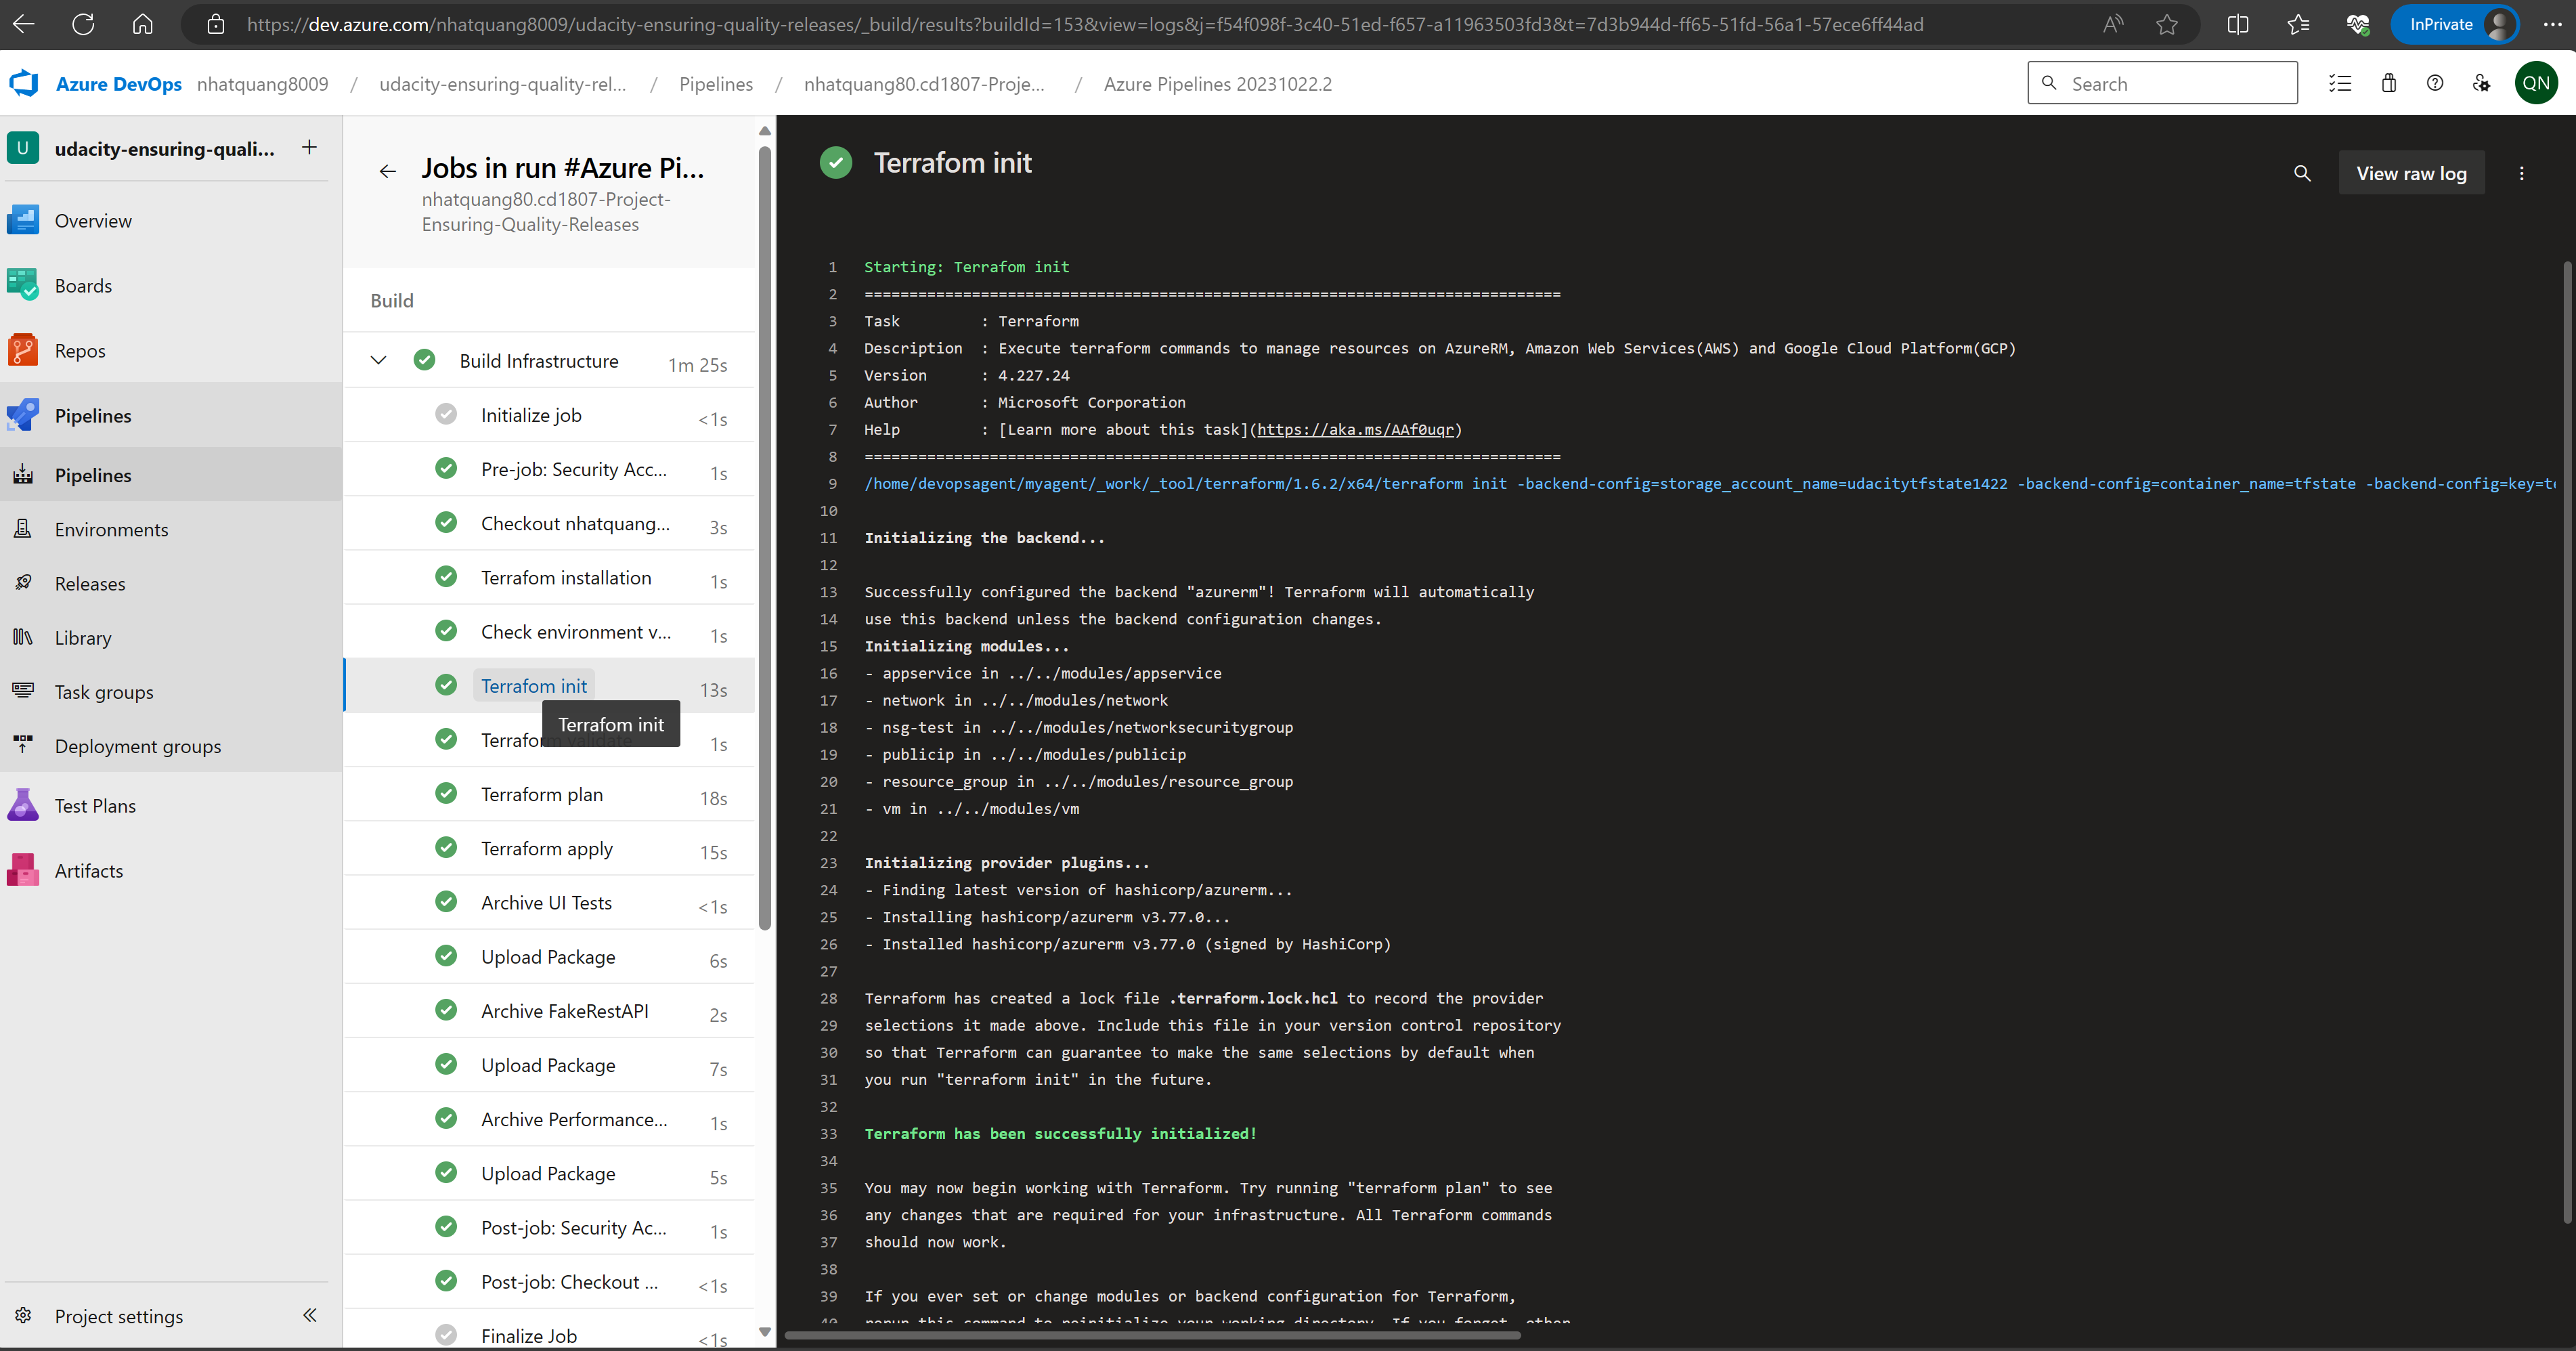 https://dev.azure.com/nhatquang8009/udacity-ensuring-quality-releases/_build/results?buildId=153&view=logs&j=f54f098f-3c40-51ed-f657-a11963503fd3&t=7d3b944d-ff65-51fd-56a1-57ece6ff44ad
InPrivate
Azure DevOps nhatquang8009 / udacity-ensuring-quality-rel... / Pipelines / nhatquang80.cd1807-Proje... / Azure Pipelines 20231022.2
Search
QN
U udacity-ensuring-quali...
Overview
Boards
Repos
Pipelines
Pipelines
Environments
Releases
Library
Task groups
Deployment groups
Test Plans
Artifacts
Project settings
Jobs in run #Azure Pi...
nhatquang80.cd1807-Project-
Ensuring-Quality-Releases
Build
Build Infrastructure 1m 25s
Initialize job <1s
Pre-job: Security Acc... 1s
Checkout nhatquang... 3s
Terrafom installation 1s
Check environment v... 1s
Terrafom init 13s
Terrafom init
Terraform validate 1s
Terraform plan 18s
Terraform apply 15s
Archive UI Tests <1s
Upload Package 6s
Archive FakeRestAPI 2s
Upload Package 7s
Archive Performance... 1s
Upload Package 5s
Post-job: Security Ac... 1s
Post-job: Checkout ... <1s
Finalize Job <1s
Terrafom init
View raw log
1 Starting: Terrafom init
2 ==============================================================================
3 Task : Terraform
4 Description : Execute terraform commands to manage resources on AzureRM, Amazon Web Services(AWS) and Google Cloud Platform(GCP)
5 Version : 4.227.24
6 Author : Microsoft Corporation
7 Help : [Learn more about this task](https://aka.ms/AAf0uqr)
8 ==============================================================================
9 /home/devopsagent/myagent/_work/_tool/terraform/1.6.2/x64/terraform init -backend-config=storage_account_name=udacitytfstate1422 -backend-config=container_name=tfstate -backend-config=key=te
10
11 Initializing the backend...
12
13 Successfully configured the backend "azurerm"! Terraform will automatically
14 use this backend unless the backend configuration changes.
15 Initializing modules...
16 - appservice in ../../modules/appservice
17 - network in ../../modules/network
18 - nsg-test in ../../modules/networksecuritygroup
19 - publicip in ../../modules/publicip
20 - resource_group in ../../modules/resource_group
21 - vm in ../../modules/vm
22
23 Initializing provider plugins...
24 - Finding latest version of hashicorp/azurerm...
25 - Installing hashicorp/azurerm v3.77.0...
26 - Installed hashicorp/azurerm v3.77.0 (signed by HashiCorp)
27
28 Terraform has created a lock file .terraform.lock.hcl to record the provider
29 selections it made above. Include this file in your version control repository
30 so that Terraform can guarantee to make the same selections by default when
31 you run "terraform init" in the future.
32
33 Terraform has been successfully initialized!
34
35 You may now begin working with Terraform. Try running "terraform plan" to see
36 any changes that are required for your infrastructure. All Terraform commands
37 should now work.
38
39 If you ever set or change modules or backend configuration for Terraform,
40 rerun this command to reinitialize your working directory. If you forget, other